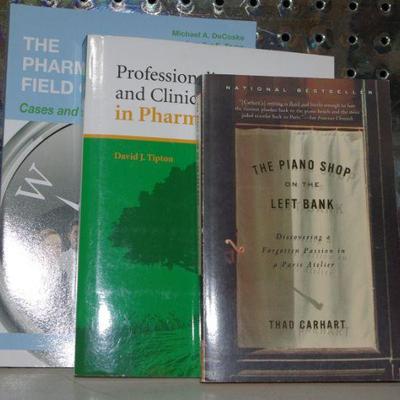 Michael A. DeCoske
THE
PHARM
FIELD
Cases and
W
Professionali
and Clinic
in Pharm
David J. Tipton
NATIONAL BESTSELLER
THE PIANO SHOP
ON THE
LEFT BANK
Discovering a
Forgotten Passion in
a Paris Atelier
THAD CARHART